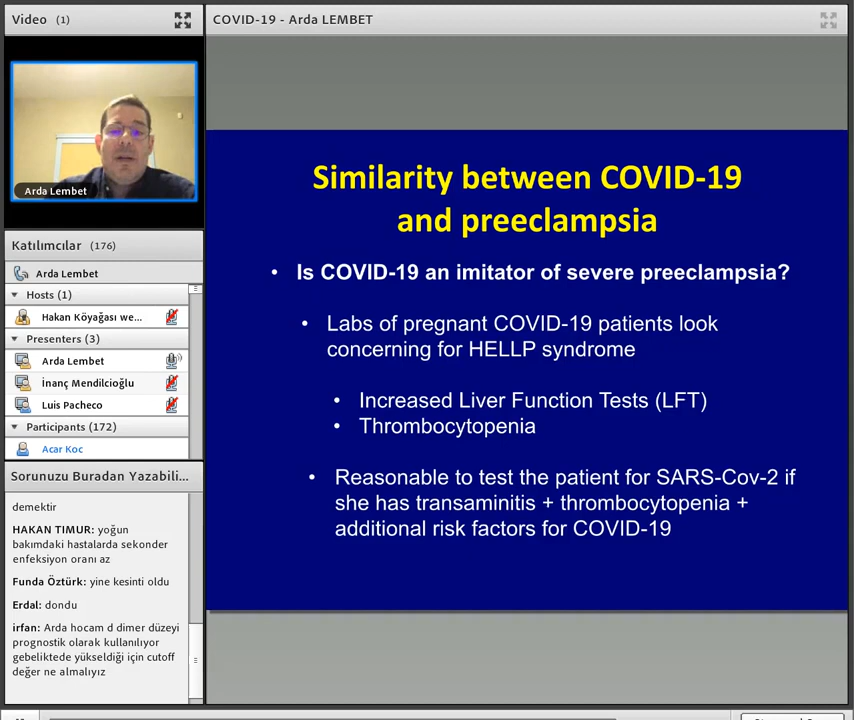 Video (1)
COVID-19 - Arda LEMBET
Arda Lembet
Katılımcılar (176)
Arda Lembet
Hosts (1)
Hakan Köyağası we...
Presenters (3)
Arda Lembet
İnanç Mendilcioğlu
Luis Pacheco
Participants (172)
Acar Koc
Sorunuzu Buradan Yazabili...
demektir
HAKAN TIMUR: yoğun
bakımdaki hastalarda sekonder
enfeksiyon oranı az
Funda Öztürk: yine kesinti oldu
Erdal: dondu
irfan: Arda hocam d dimer düzeyi
prognostik olarak kullanılıyor
gebeliktede yükseldiği için cutoff
değer ne almalıyız
Similarity between COVID-19
and preeclampsia
• Is COVID-19 an imitator of severe preeclampsia?
• Labs of pregnant COVID-19 patients look
concerning for HELLP syndrome
• Increased Liver Function Tests (LFT)
• Thrombocytopenia
• Reasonable to test the patient for SARS-Cov-2 if
she has transaminitis + thrombocytopenia +
additional risk factors for COVID-19